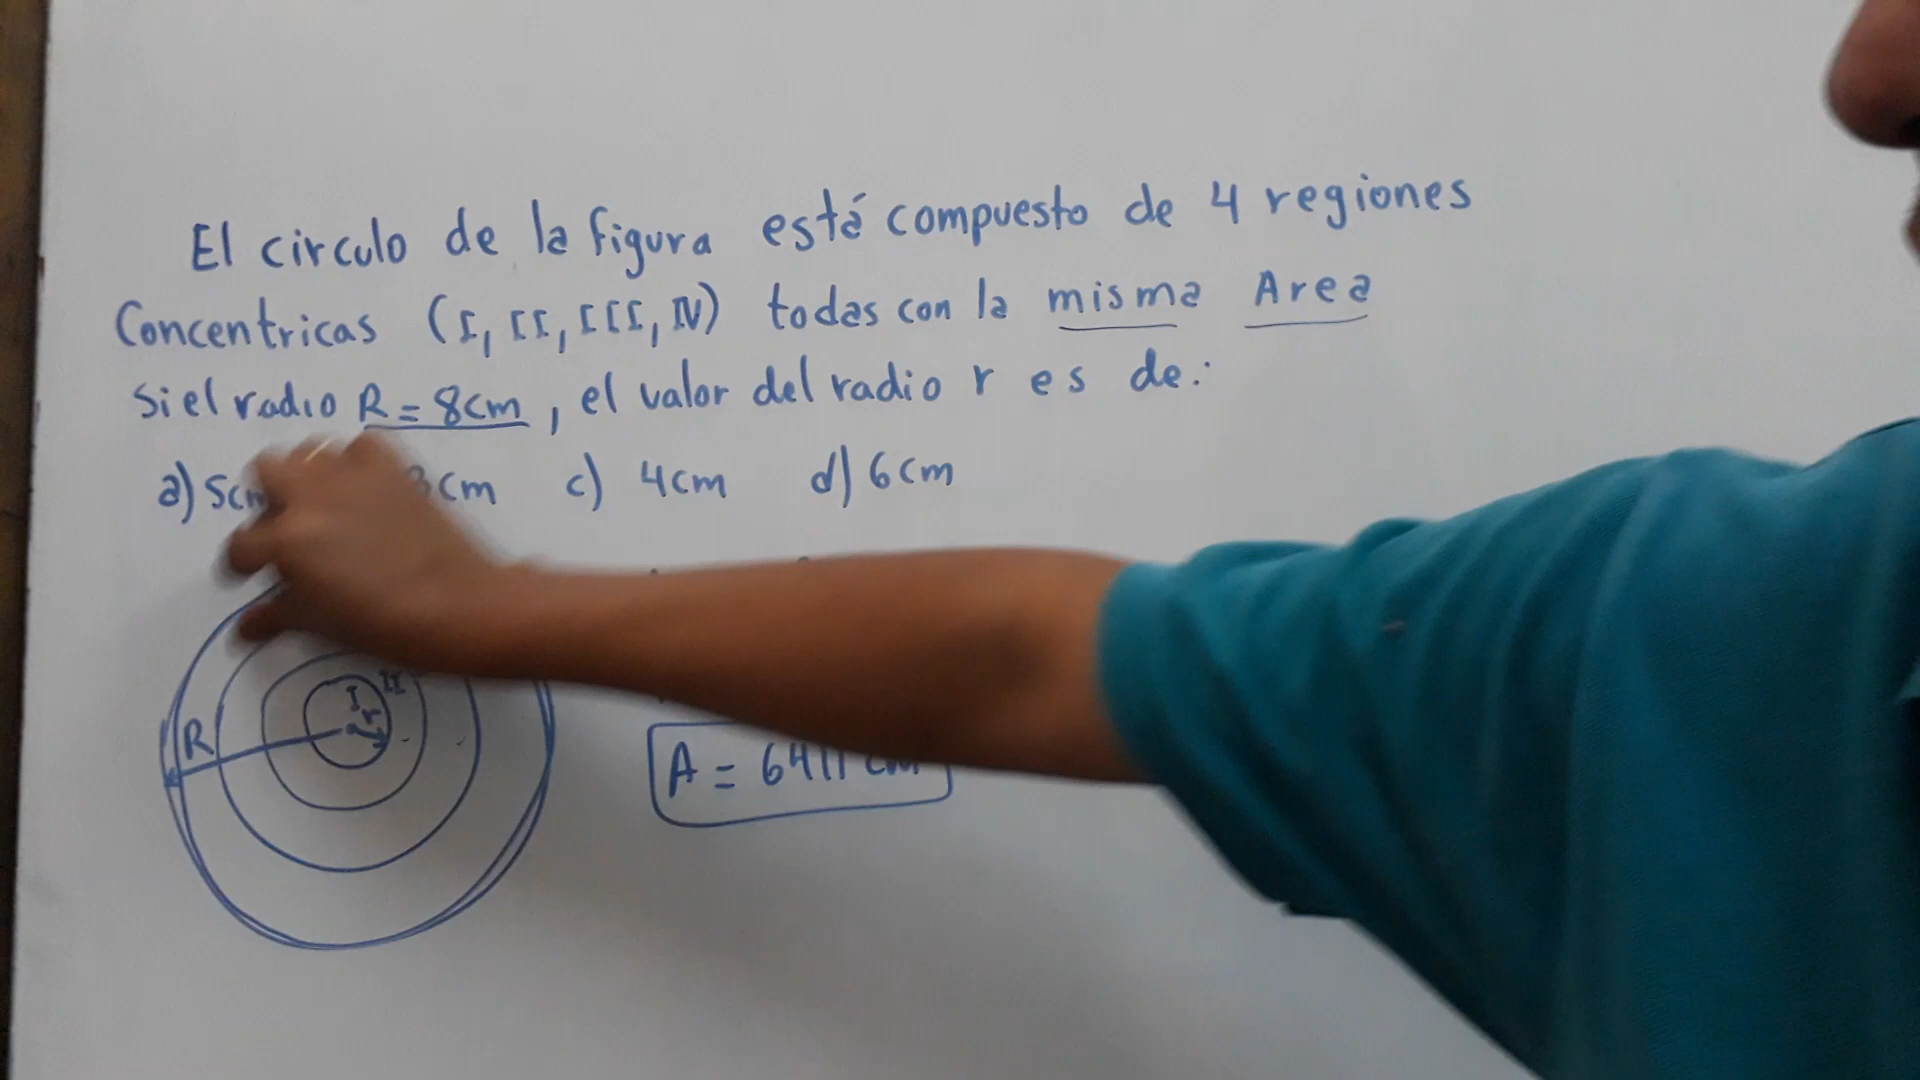 El circulo de la figura está compuesto de 4 regiones
Concentricas (I, II, III, IV) todas con la misma Area
Si el radio R = 8cm, el valor del radio r es de:
a) 5cm 3cm c) 4cm d) 6cm
I II
r
R
A = 64π cm